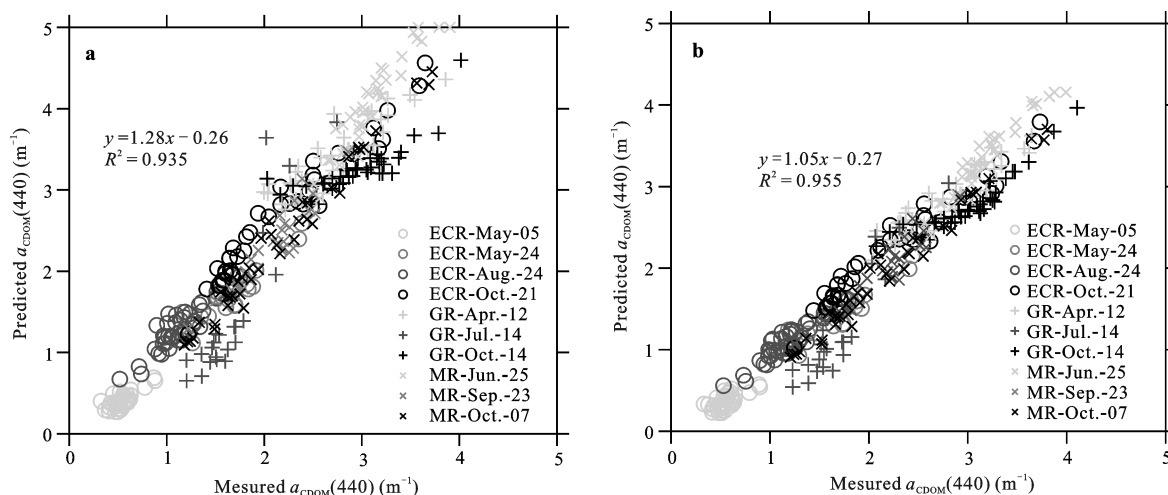 a
y=1.28x−0.26
R²=0.935
5
4
3
2
1
0
0 1 2 3 4 5
Predicted aCDOM(440) (m⁻¹)
Mesured aCDOM(440) (m⁻¹)
ECR-May-05
ECR-May-24
ECR-Aug.-24
ECR-Oct.-21
GR-Apr.-12
GR-Jul.-14
GR-Oct.-14
MR-Jun.-25
MR-Sep.-23
MR-Oct.-07
b
y=1.05x−0.27
R²=0.955
5
4
3
2
1
0
0 1 2 3 4 5
Predicted aCDOM(440) (m⁻¹)
Mesured aCDOM(440) (m⁻¹)
ECR-May-05
ECR-May-24
ECR-Aug.-24
ECR-Oct.-21
GR-Apr.-12
GR-Jul.-14
GR-Oct.-14
MR-Jun.-25
MR-Sep.-23
MR-Oct.-07